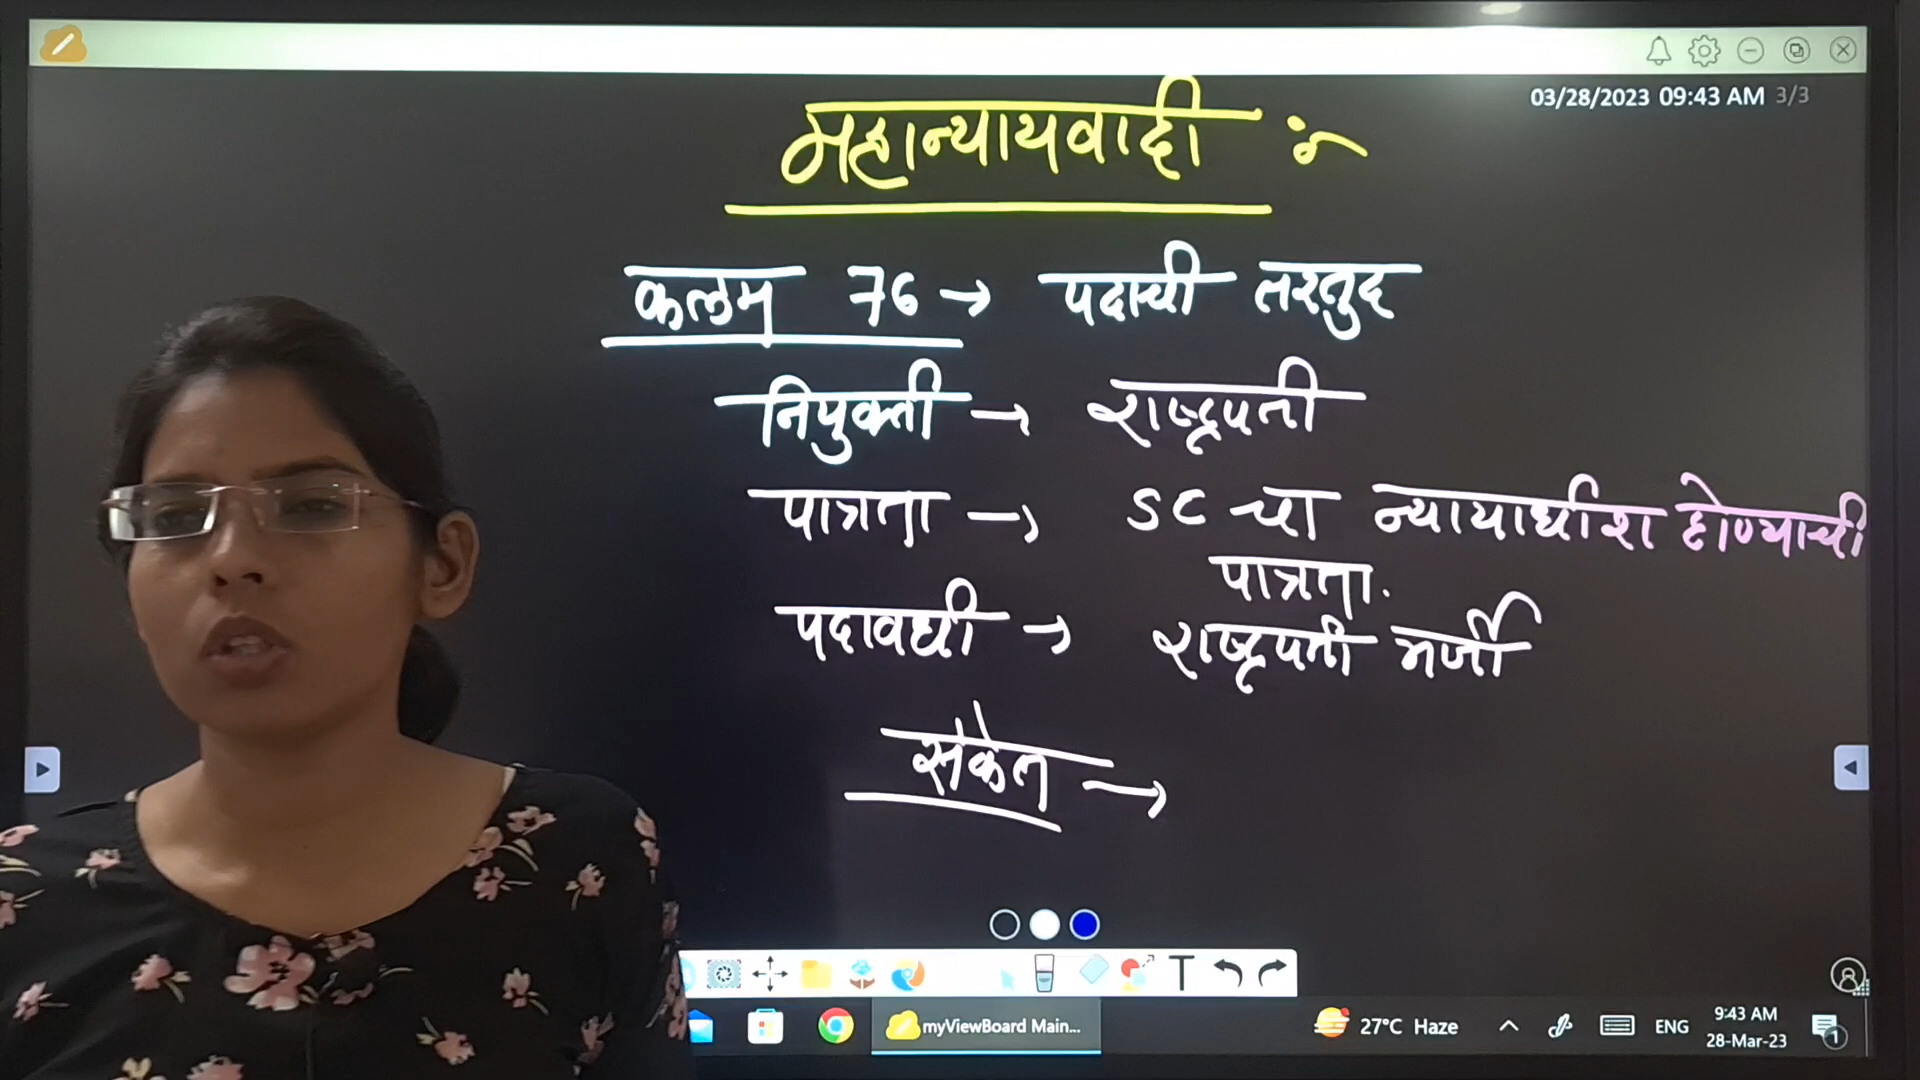 03/28/2023 09:43 AM 3/3
महान्यायवादी :
कलम 76 → पदाची तरतुद
नियुक्ती → राष्ट्रपती
पात्रता → SC चा न्यायाधीश होण्याची
पात्रता.
पदावधी → राष्ट्रपती मर्जी
संकेत →
T
myViewBoard Main...
27°C Haze
ENG
9:43 AM
28-Mar-23
1